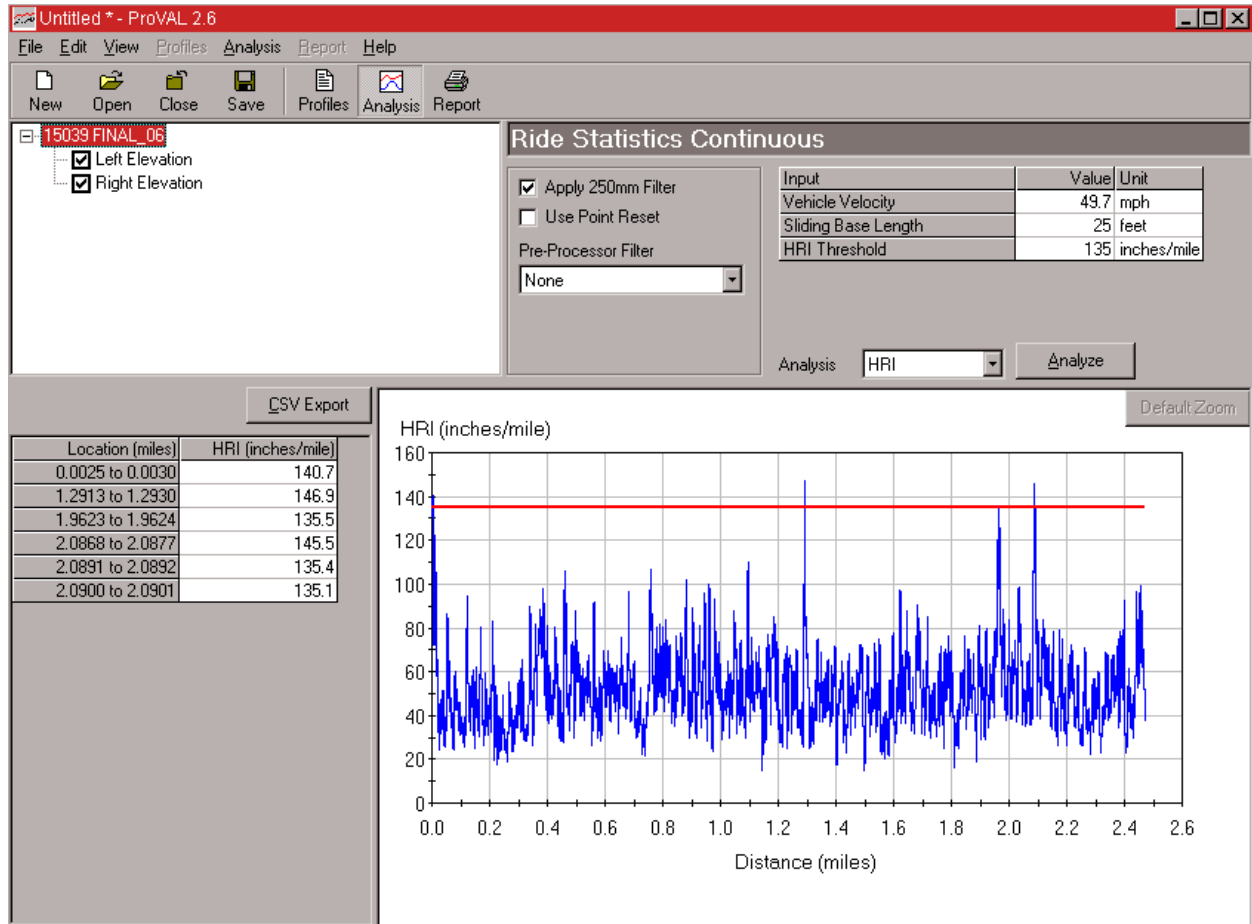 Untitled * - ProVAL 2.6
File Edit View Profiles Analysis Report Help
New Open Close Save Profiles Analysis Report
15039 FINAL_06
Left Elevation
Right Elevation
Ride Statistics Continuous
Apply 250mm Filter
Use Point Reset
Pre-Processor Filter
None
Input Value Unit
Vehicle Velocity 49.7 mph
Sliding Base Length 25 feet
HRI Threshold 135 inches/mile
Analysis HRI Analyze
CSV Export
Default Zoom
Location (miles) HRI (inches/mile)
0.0025 to 0.0030 140.7
1.2913 to 1.2930 146.9
1.9623 to 1.9624 135.5
2.0868 to 2.0877 145.5
2.0891 to 2.0892 135.4
2.0900 to 2.0901 135.1
HRI (inches/mile)
160
140
120
100
80
60
40
20
0
0.0 0.2 0.4 0.6 0.8 1.0 1.2 1.4 1.6 1.8 2.0 2.2 2.4 2.6
Distance (miles)